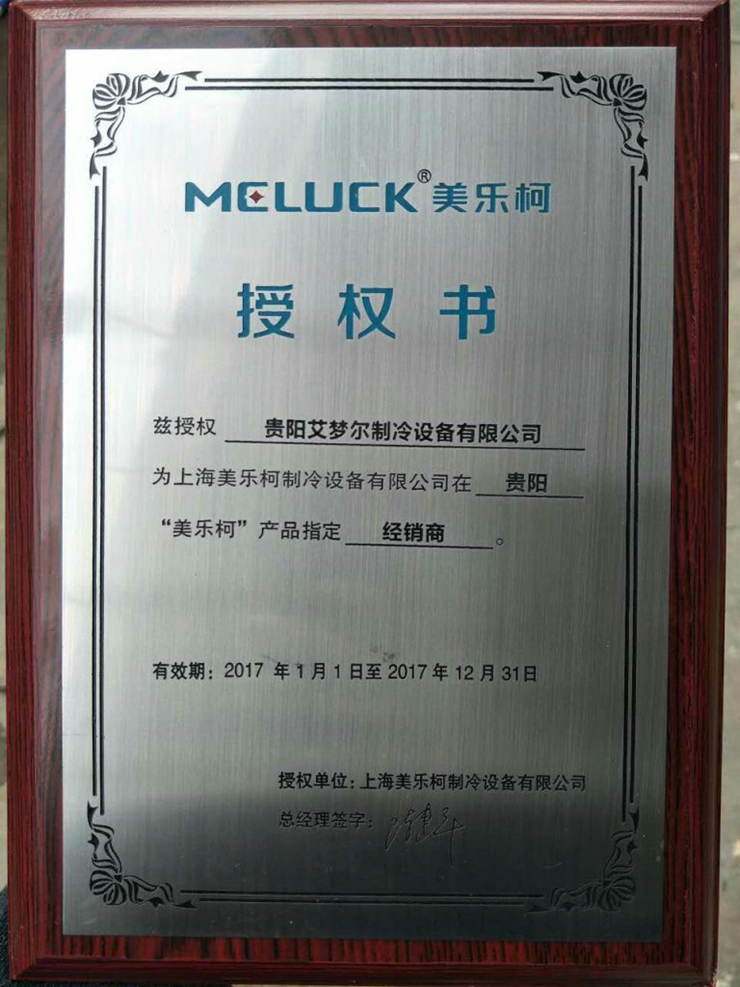 MELUCK® 美乐柯
授权书
兹授权 贵阳艾梦尔制冷设备有限公司
为上海美乐柯制冷设备有限公司在 贵阳
“美乐柯”产品指定 经销商 。
有效期：2017 年 1 月 1 日至 2017 年 12 月 31 日
授权单位：上海美乐柯制冷设备有限公司
总经理签字：